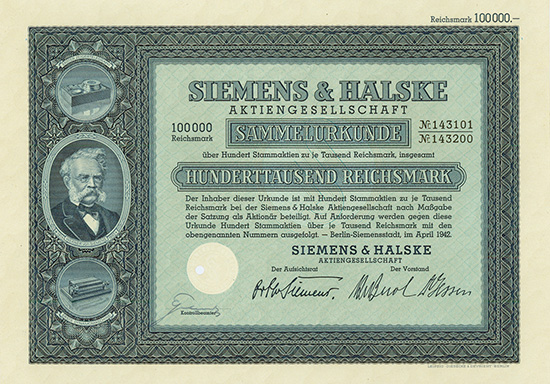 Reichsmark 100000.—
SIEMENS & HALSKE
AKTIENGESELLSCHAFT
100000
Reichsmark
SAMMELURKUNDE
№ 143101
№ 143200
über Hundert Stammaktien zu je Tausend Reichsmark, insgesamt
HUNDERTTAUSEND REICHSMARK
Der Inhaber dieser Urkunde ist mit Hundert Stammaktien zu je Tausend
Reichsmark bei der Siemens & Halske Aktiengesellschaft nach Maßgabe
der Satzung als Aktionär beteiligt. Auf Anforderung werden gegen diese
Urkunde Hundert Stammaktien über je Tausend Reichsmark mit den
obengenannten Nummern ausgefolgt. – Berlin-Siemensstadt, im April 1942.
SIEMENS & HALSKE
AKTIENGESELLSCHAFT
Der Aufsichtsrat
Der Vorstand
Siemens
Kontrollbeamter